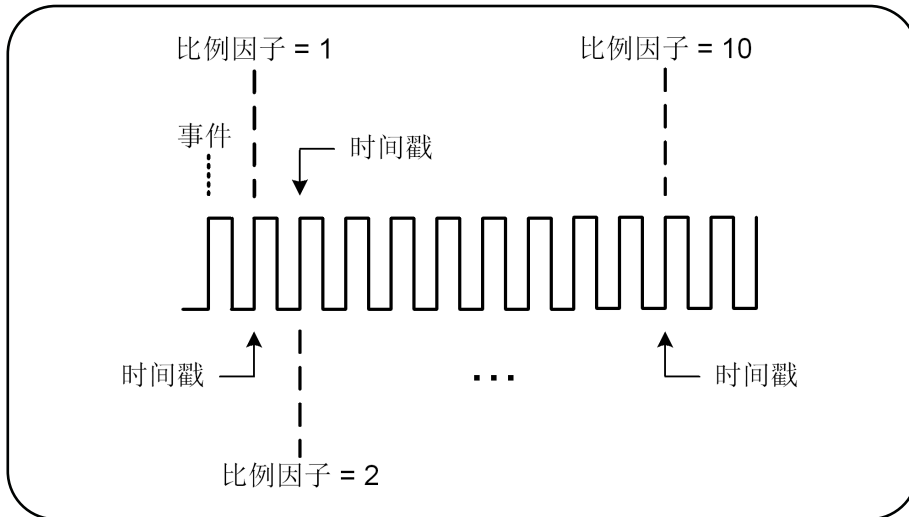 比例因子 = 1
比例因子 = 10
事件
时间戳
时间戳
...
时间戳
比例因子 = 2